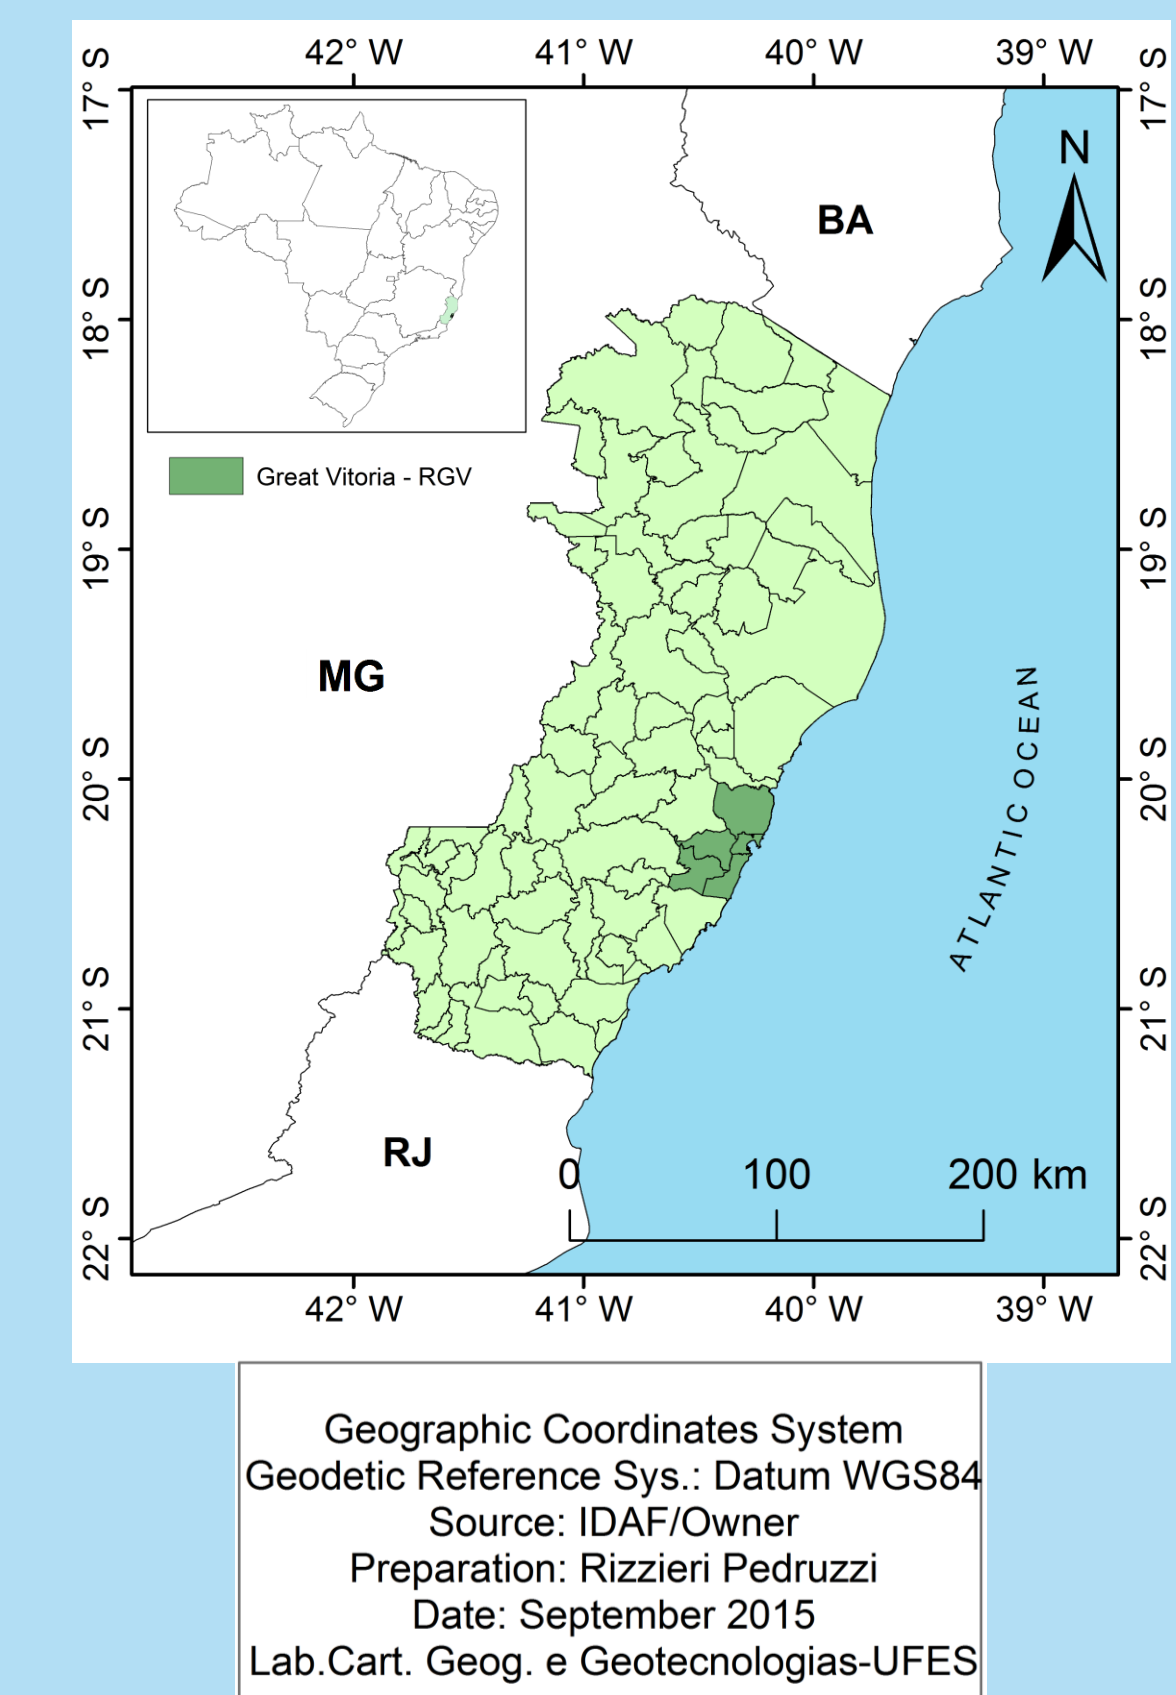 42° W 41° W 40° W 39° W
17° S 17° S
N
BA
18° S 18° S
Great Vitoria - RGV
19° S 19° S
MG
ATLANTIC OCEAN
20° S 20° S
21° S 21° S
RJ
0 100 200 km
22° S 22° S
42° W 41° W 40° W 39° W
Geographic Coordinates System
Geodetic Reference Sys.: Datum WGS84
Source: IDAF/Owner
Preparation: Rizzieri Pedruzzi
Date: September 2015
Lab.Cart. Geog. e Geotecnologias-UFES